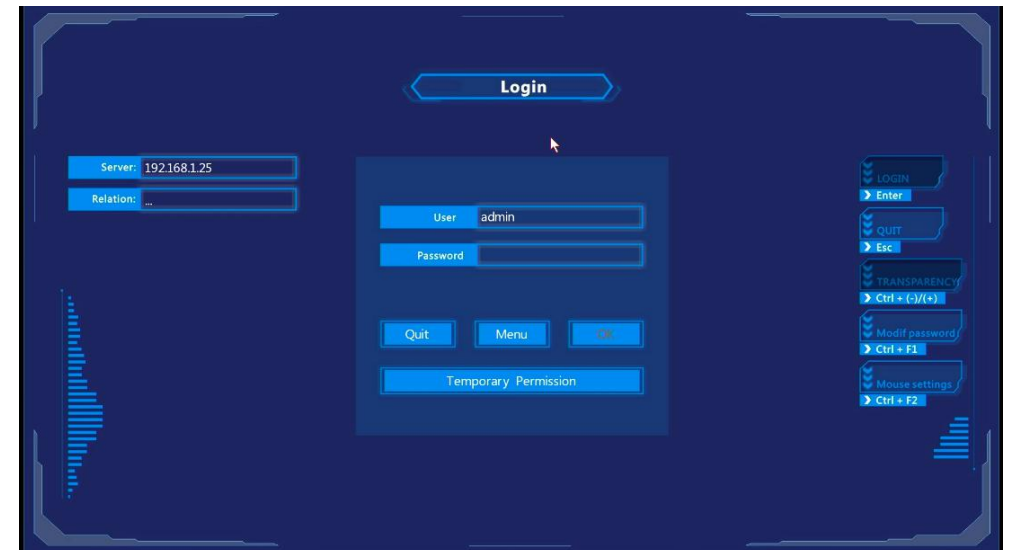 Login
Server: 192.168.1.25
Relation: ...
User admin
Password
Quit Menu OK
Temporary Permission
LOGIN
Enter
QUIT
Esc
TRANSPARENCY
Ctrl + (-)/(+)
Modif password
Ctrl + F1
Mouse settings
Ctrl + F2